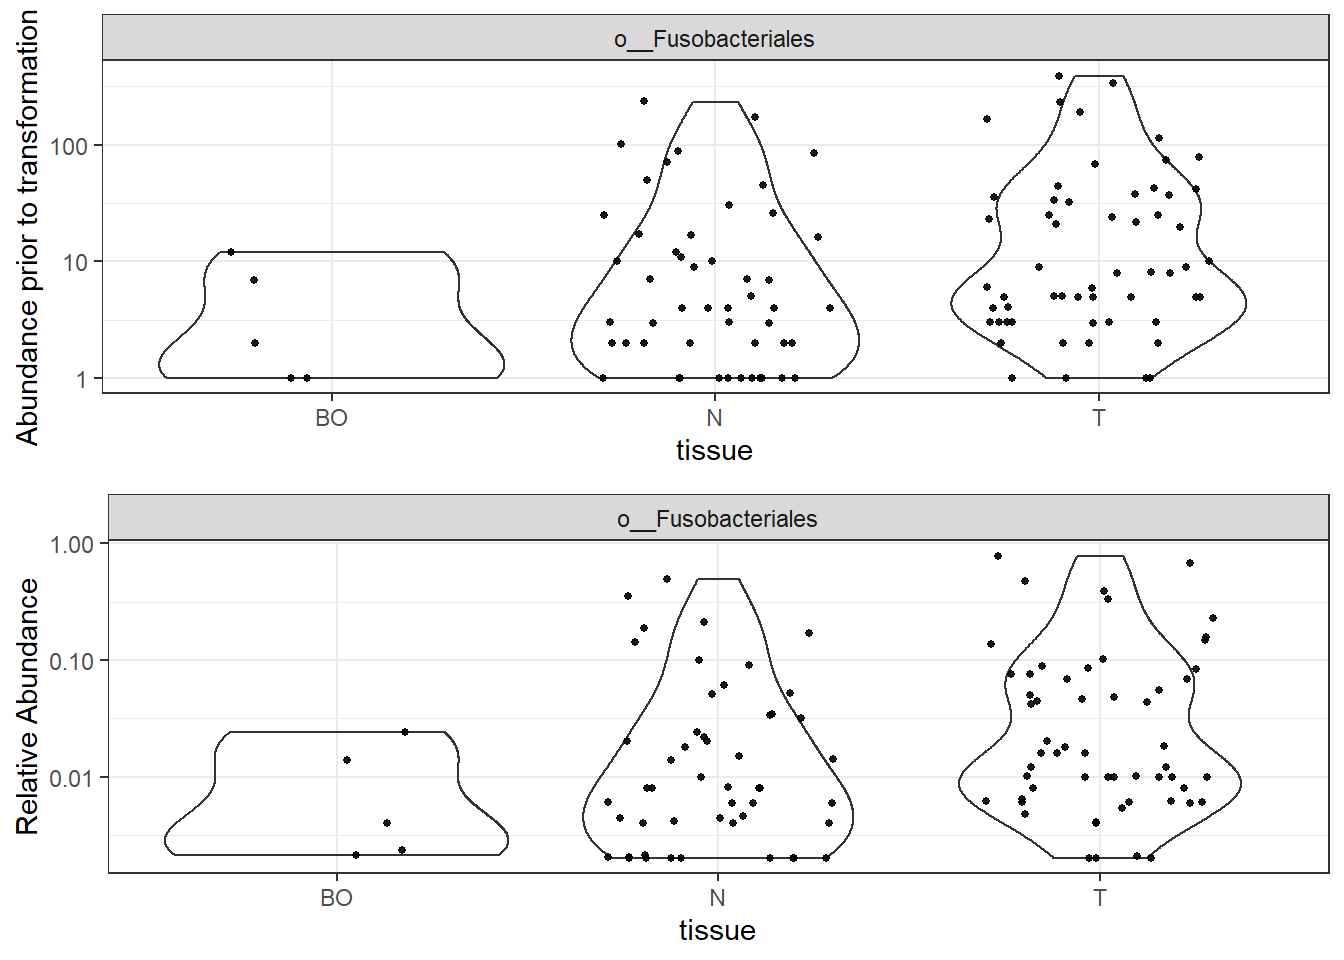 o__Fusobacteriales
Abundance prior to transformation
100
10
1
BO N T
tissue
o__Fusobacteriales
Relative Abundance
1.00
0.10
0.01
BO N T
tissue